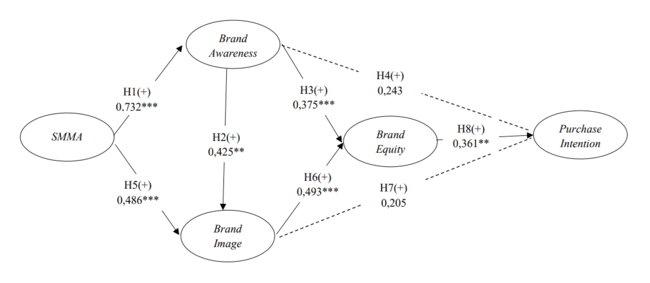 Brand
Awareness
H4(+)
0,243
H1(+)
0.732***
H3(+)
0,375***
SMMA
H2(+)
0,425**
Brand
Equity
H8(+)
0,361**
Purchase
Intention
H5(+)
0,486***
H6(+)
0,493***
H7(+)
0,205
Brand
Image